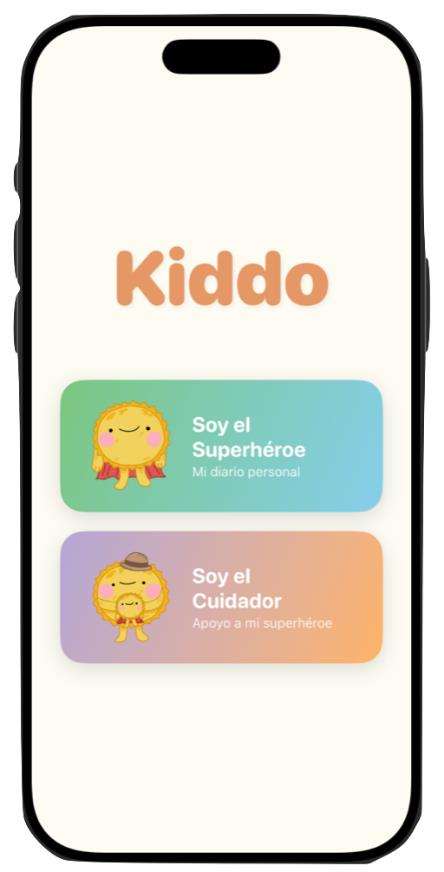 Kiddo
Soy el
Superhéroe
Mi diario personal
Soy el
Cuidador
Apoyo a mi superhéroe